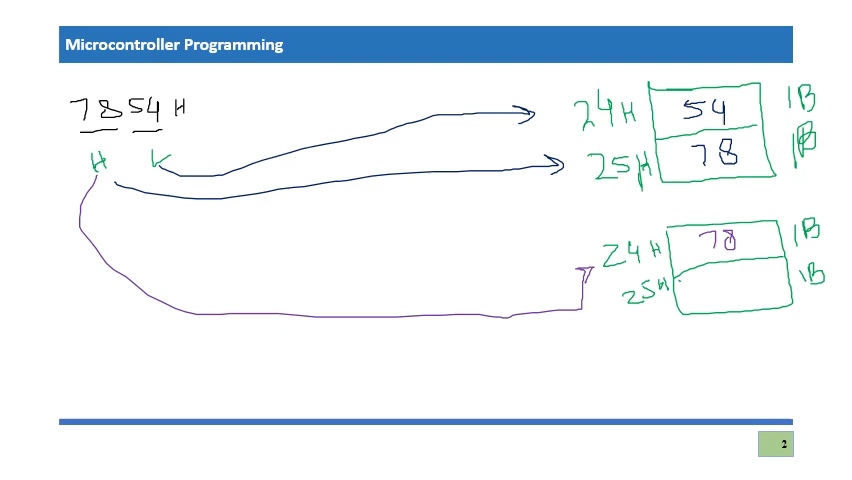 Microcontroller Programming
7854 H
H L
24H 54 1B
25H 78 1B
24H 78 1B
25H 1B
2